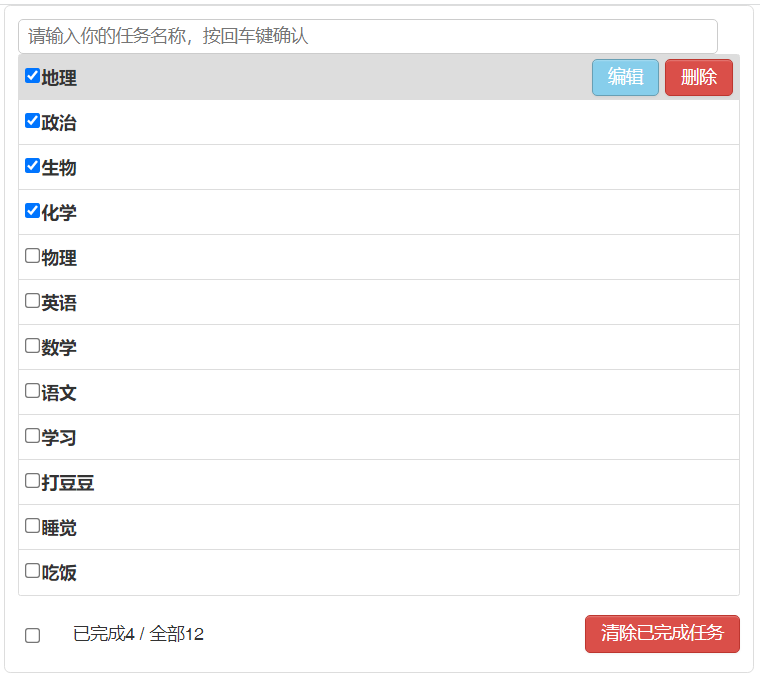 请输入你的任务名称，按回车键确认
地理 编辑 删除
政治
生物
化学
物理
英语
数学
语文
学习
打豆豆
睡觉
吃饭
已完成4 / 全部12 清除已完成任务